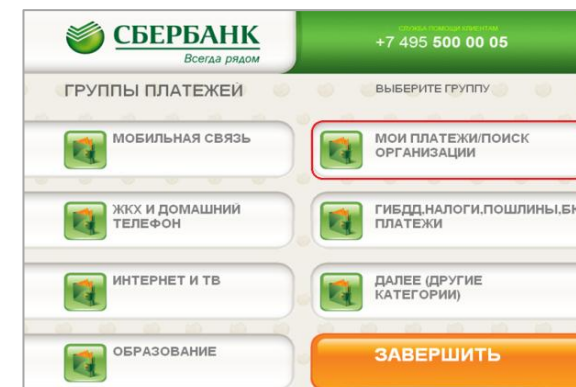 СБЕРБАНК
Всегда рядом
СЛУЖБА ПОМОЩИ КЛИЕНТАМ
+7 495 500 00 05
ГРУППЫ ПЛАТЕЖЕЙ
ВЫБЕРИТЕ ГРУППУ
МОБИЛЬНАЯ СВЯЗЬ
МОИ ПЛАТЕЖИ/ПОИСК
ОРГАНИЗАЦИИ
ЖКХ И ДОМАШНИЙ
ТЕЛЕФОН
ГИБДД,НАЛОГИ,ПОШЛИНЫ,
ПЛАТЕЖИ
ИНТЕРНЕТ И ТВ
ДАЛЕЕ (ДРУГИЕ
КАТЕГОРИИ)
ОБРАЗОВАНИЕ
ЗАВЕРШИТЬ